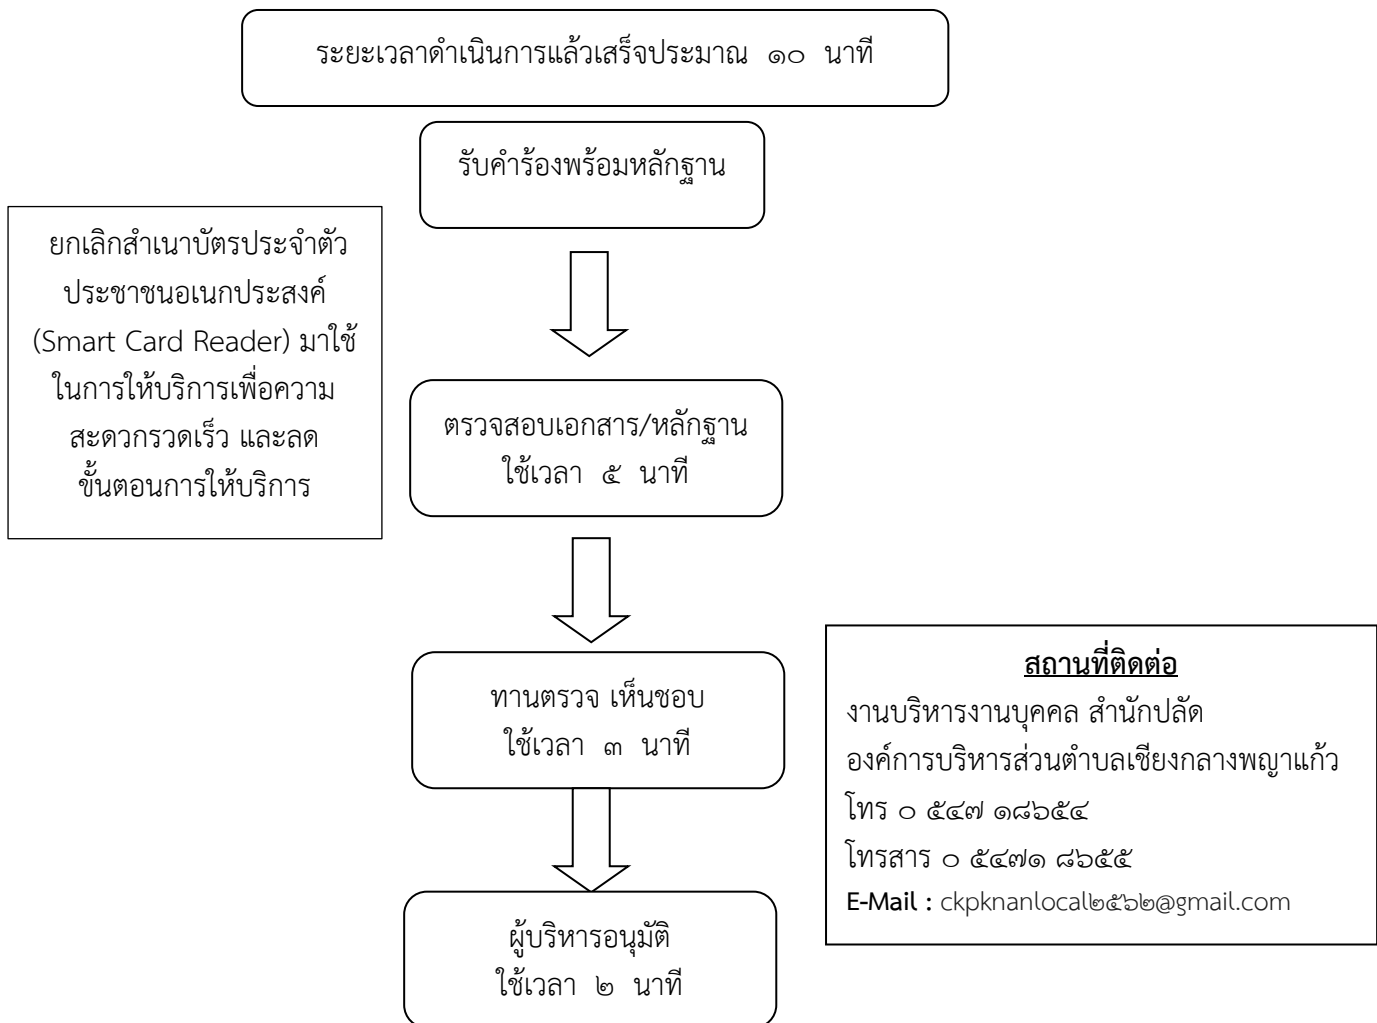 ระยะเวลาดำเนินการแล้วเสร็จประมาณ ๑๐ นาที
รับคำร้องพร้อมหลักฐาน
ยกเลิกสำเนาบัตรประจำตัว
ประชาชนอเนกประสงค์
(Smart Card Reader) มาใช้
ในการให้บริการเพื่อความ
สะดวกรวดเร็ว และลด
ขั้นตอนการให้บริการ
ตรวจสอบเอกสาร/หลักฐาน
ใช้เวลา ๕ นาที
ทานตรวจ เห็นชอบ
ใช้เวลา ๓ นาที
สถานที่ติดต่อ
งานบริหารงานบุคคล สำนักปลัด
องค์การบริหารส่วนตำบลเชียงกลางพญาแก้ว
โทร ๐ ๕๔๗ ๑๘๖๕๔
โทรสาร ๐ ๕๔๗๑ ๘๖๕๕
E-Mail : ckpknanlocal๒๕๖๒@gmail.com
ผู้บริหารอนุมัติ
ใช้เวลา ๒ นาที